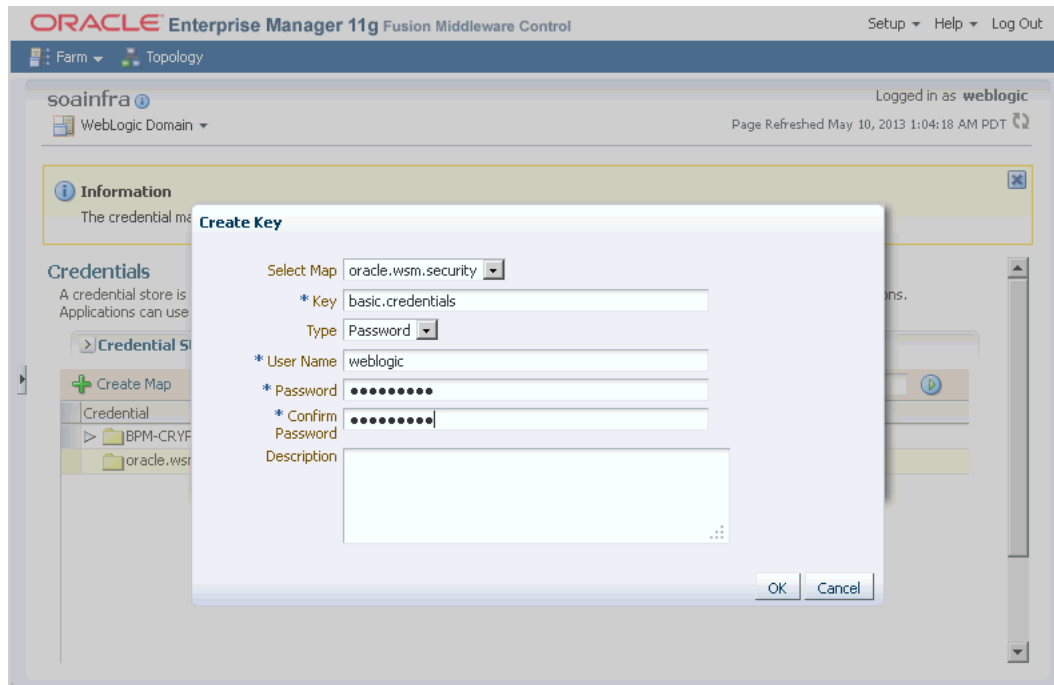 ORACLE Enterprise Manager 11g Fusion Middleware Control
Setup Help Log Out
Farm Topology
soainfra
Logged in as weblogic
WebLogic Domain
Page Refreshed May 10, 2013 1:04:18 AM PDT
Information
The credential ma
Create Key
Select Map oracle.wsm.security
* Key basic.credentials
Type Password
* User Name weblogic
* Password •••••••••
* Confirm Password •••••••••
Description
OK Cancel
Credentials
A credential store is
ons.
Applications can use
Credential S
Create Map
Credential
BPM-CRYP
oracle.wsr